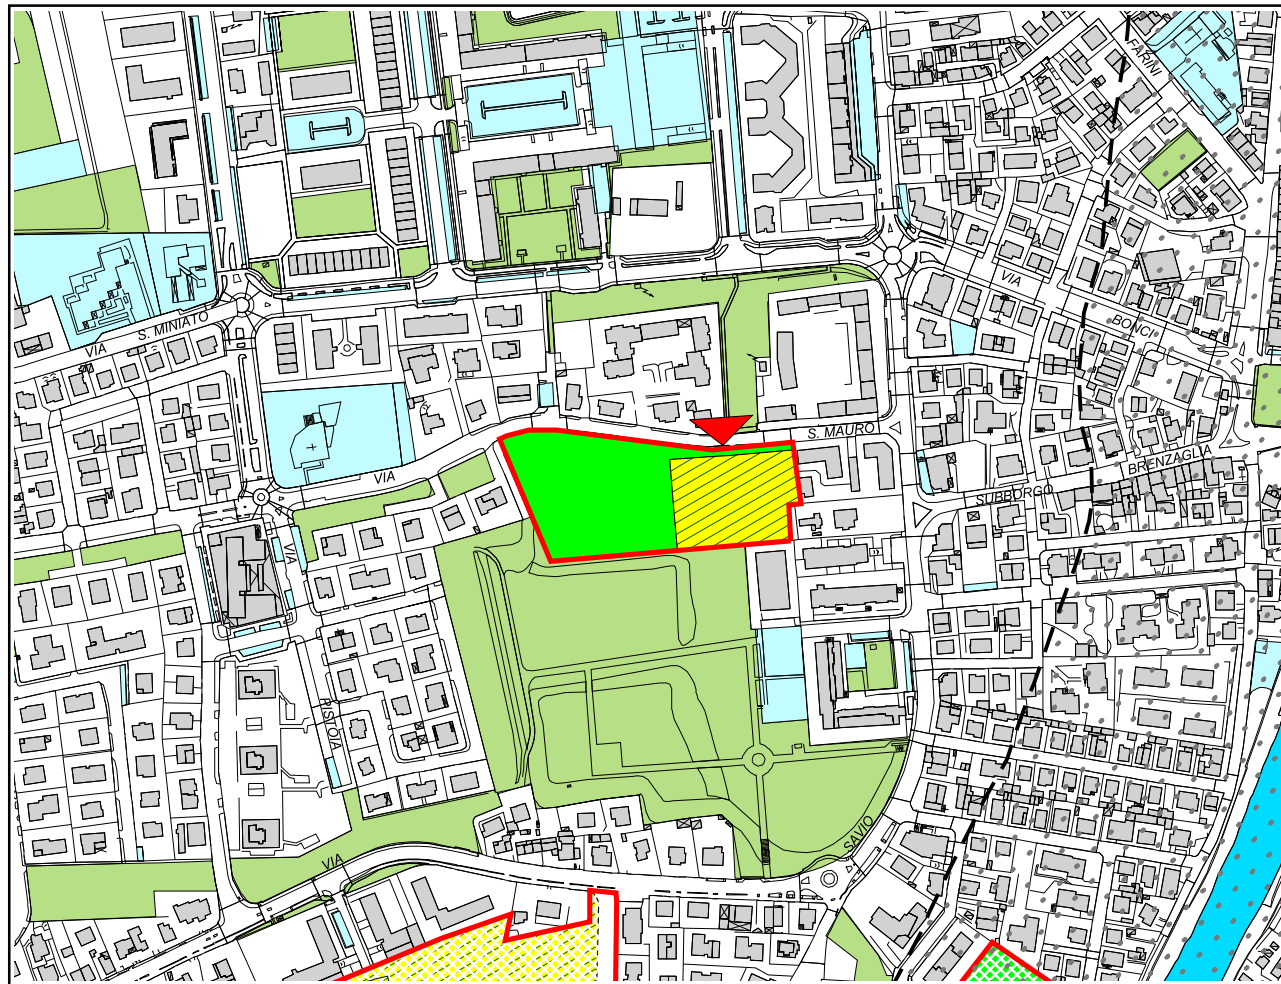 FARINI
VIA
BONCI
VIA
S. MINIATO
S. MAURO
VIA
BRENZAGLIA
SUBBORGO
VIA
PISTOIA
SAVIO
VIA